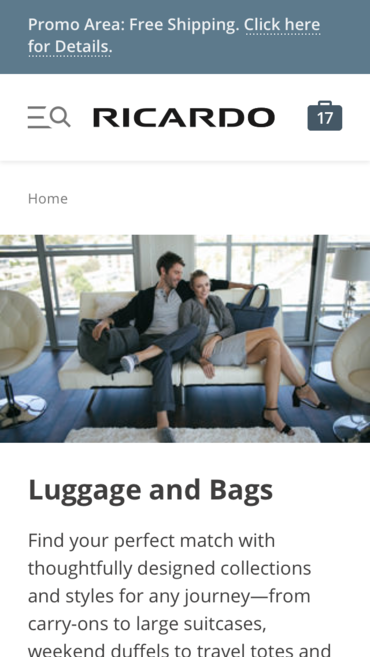 Promo Area: Free Shipping. Click here
for Details.
RICARDO
17
Home
Luggage and Bags
Find your perfect match with
thoughtfully designed collections
and styles for any journey—from
carry-ons to large suitcases,
weekend duffels to travel totes and